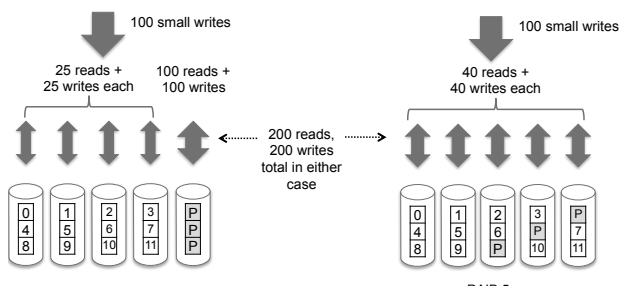 100 small writes
100 small writes
25 reads +
25 writes each
100 reads +
100 writes
40 reads +
40 writes each
200 reads,
200 writes
total in either
case
0 1 2 3 P
4 5 6 7 P
8 9 10 11 P
0 1 2 3 P
4 5 6 P 7
8 9 P 10 11